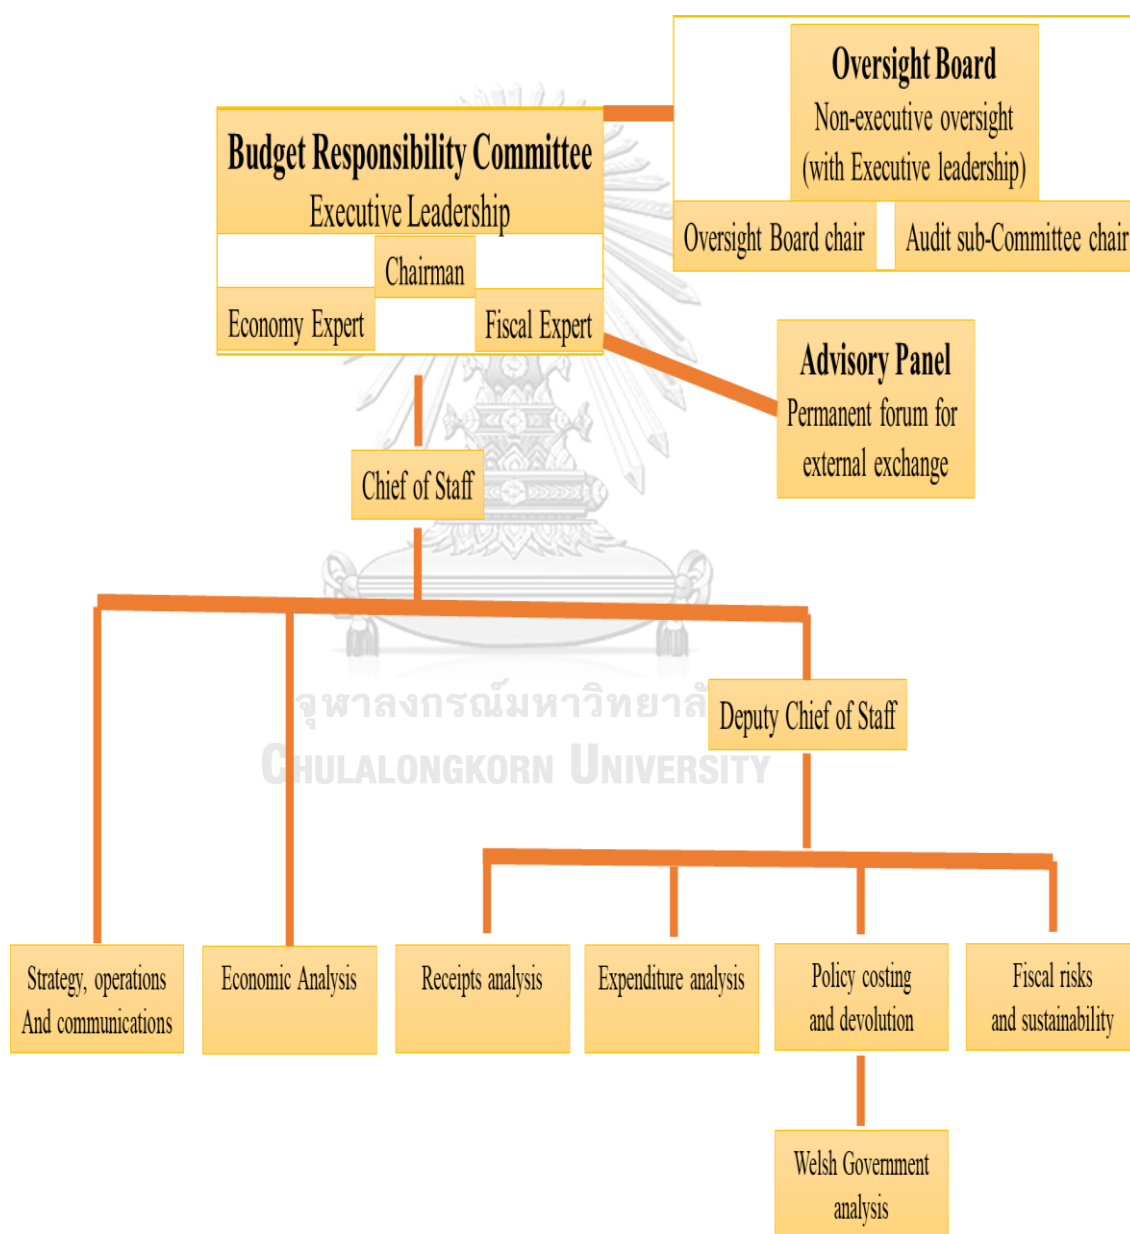 Oversight Board
Non-executive oversight
(with Executive leadership)
Oversight Board chair
Audit sub-Committee chair
Budget Responsibility Committee
Executive Leadership
Chairman
Economy Expert
Fiscal Expert
Advisory Panel
Permanent forum for
external exchange
Chief of Staff
จุฬาลงกรณ์มหาวิทยาลั
CHULALONGKORN UNIVERSITY
Deputy Chief of Staff
Strategy, operations
And communications
Economic Analysis
Receipts analysis
Expenditure analysis
Policy costing
and devolution
Fiscal risks
and sustainability
Welsh Government
analysis